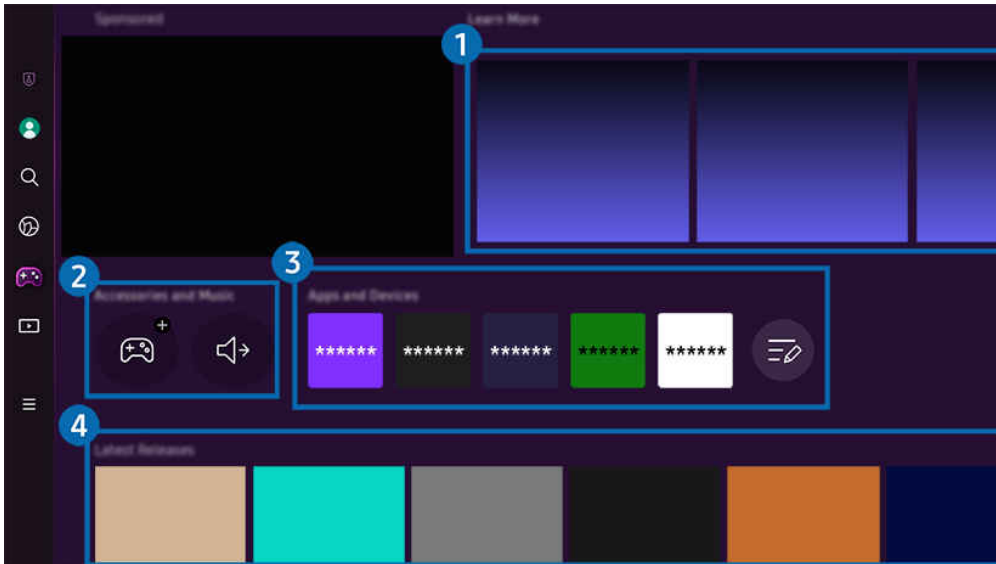 Sponsored
Learn More
1
2
3
Accessories and Music
Apps and Devices
****** ****** ****** ****** ******
4
Latest Releases